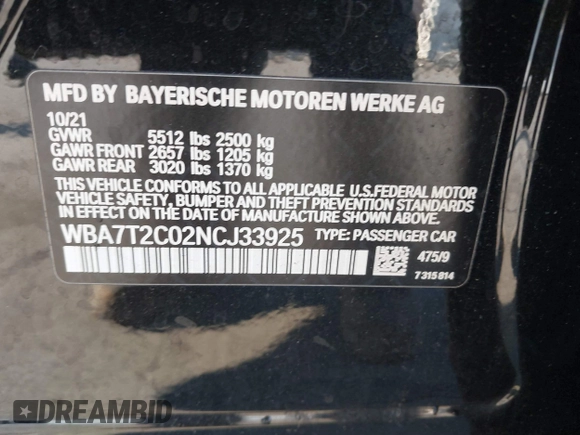 MFD BY BAYERISCHE MOTOREN WERKE AG
10/21
GVWR 5512 lbs 2500 kg
GAWR FRONT 2657 lbs 1205 kg
GAWR REAR 3020 lbs 1370 kg
THIS VEHICLE CONFORMS TO ALL APPLICABLE U.S.FEDERAL MOTOR
VEHICLE SAFETY, BUMPER, AND THEFT PREVENTION STANDARDS IN
EFFECT ON THE DATE OF MANUFACTURE SHOWN ABOVE.
WBA7T2C02NCJ33925 TYPE: PASSENGER CAR
475/9
7315814
DREAMBID